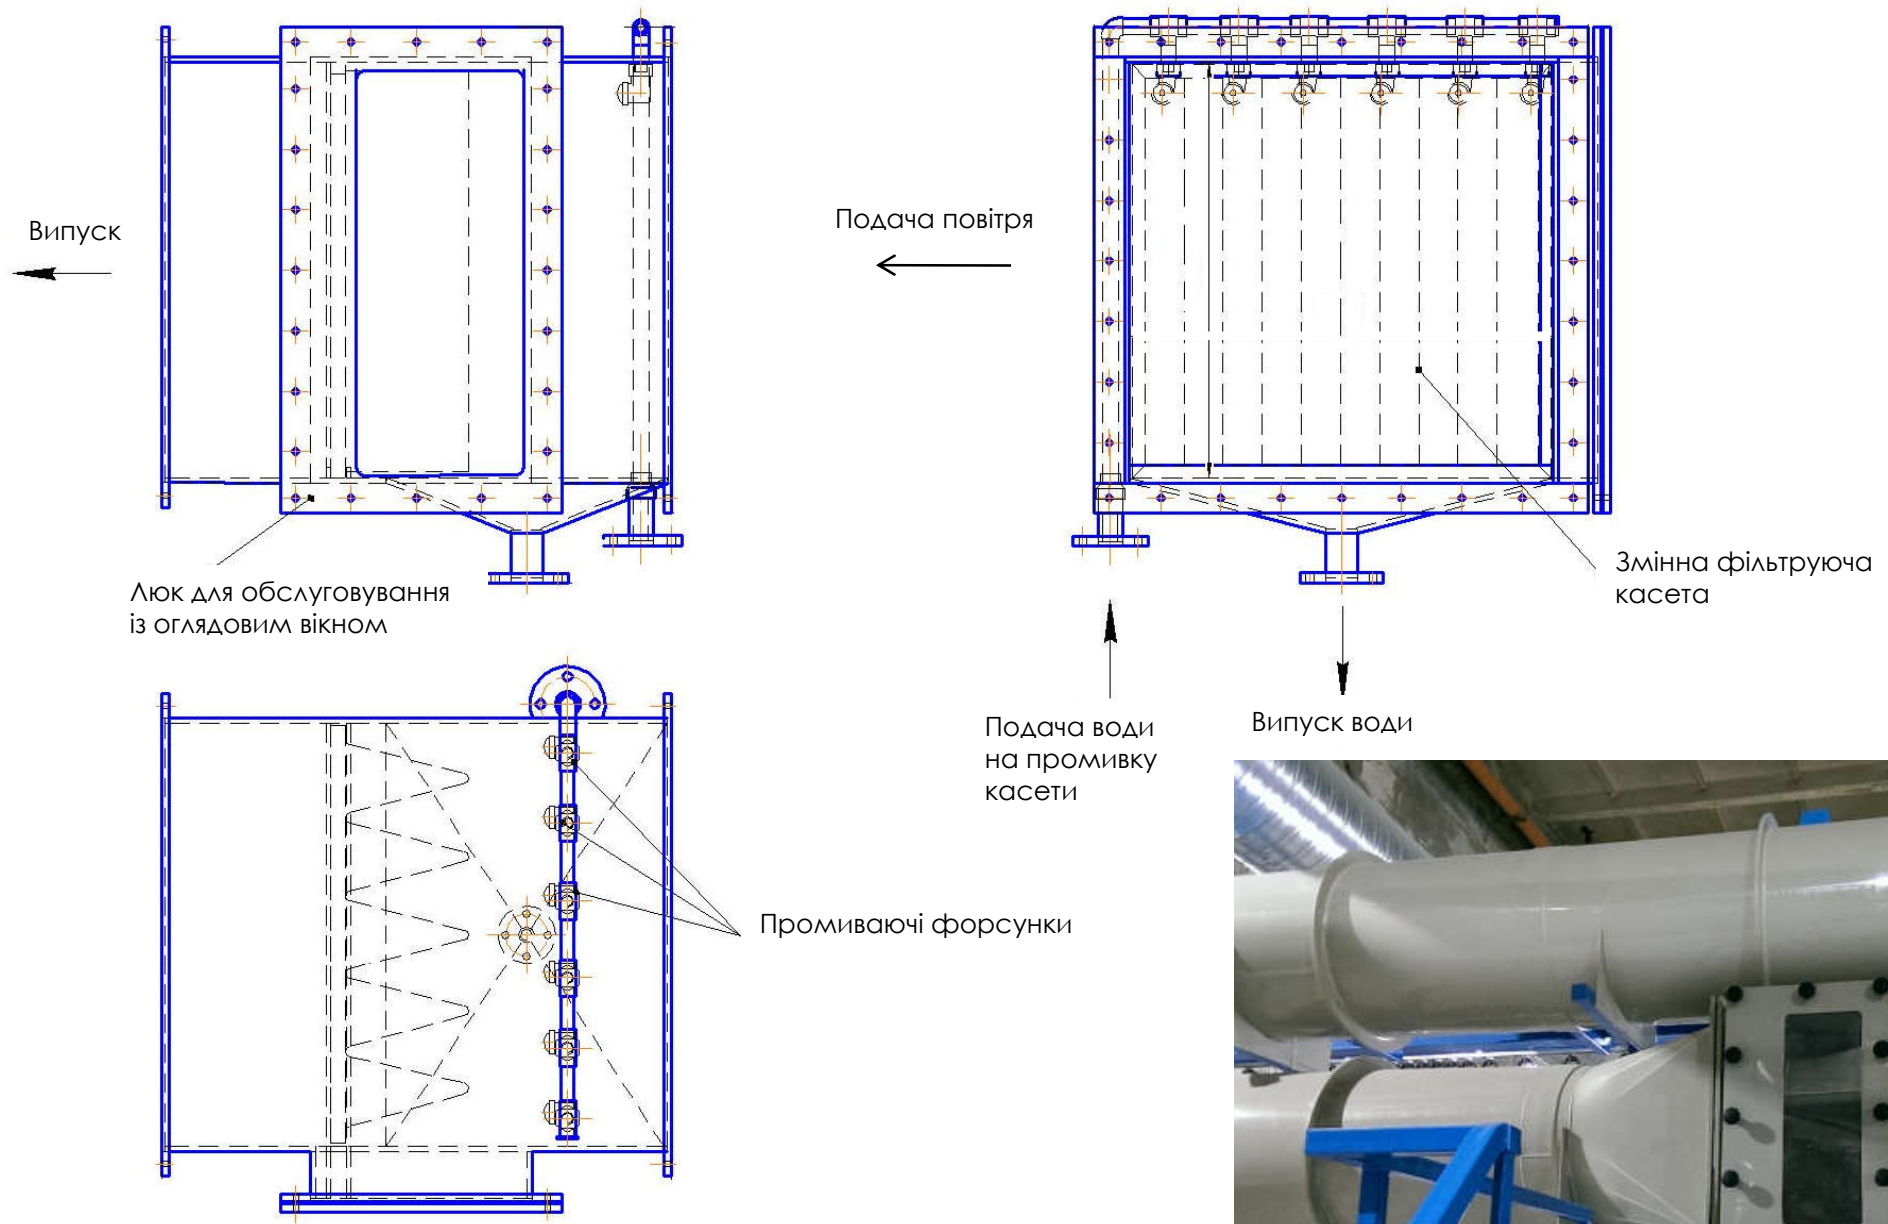 Випуск
Подача повітря
Люк для обслуговування
із оглядовим вікном
Змінна фільтруюча
касета
Подача води
на промивку
касети
Випуск води
Промиваючі форсунки